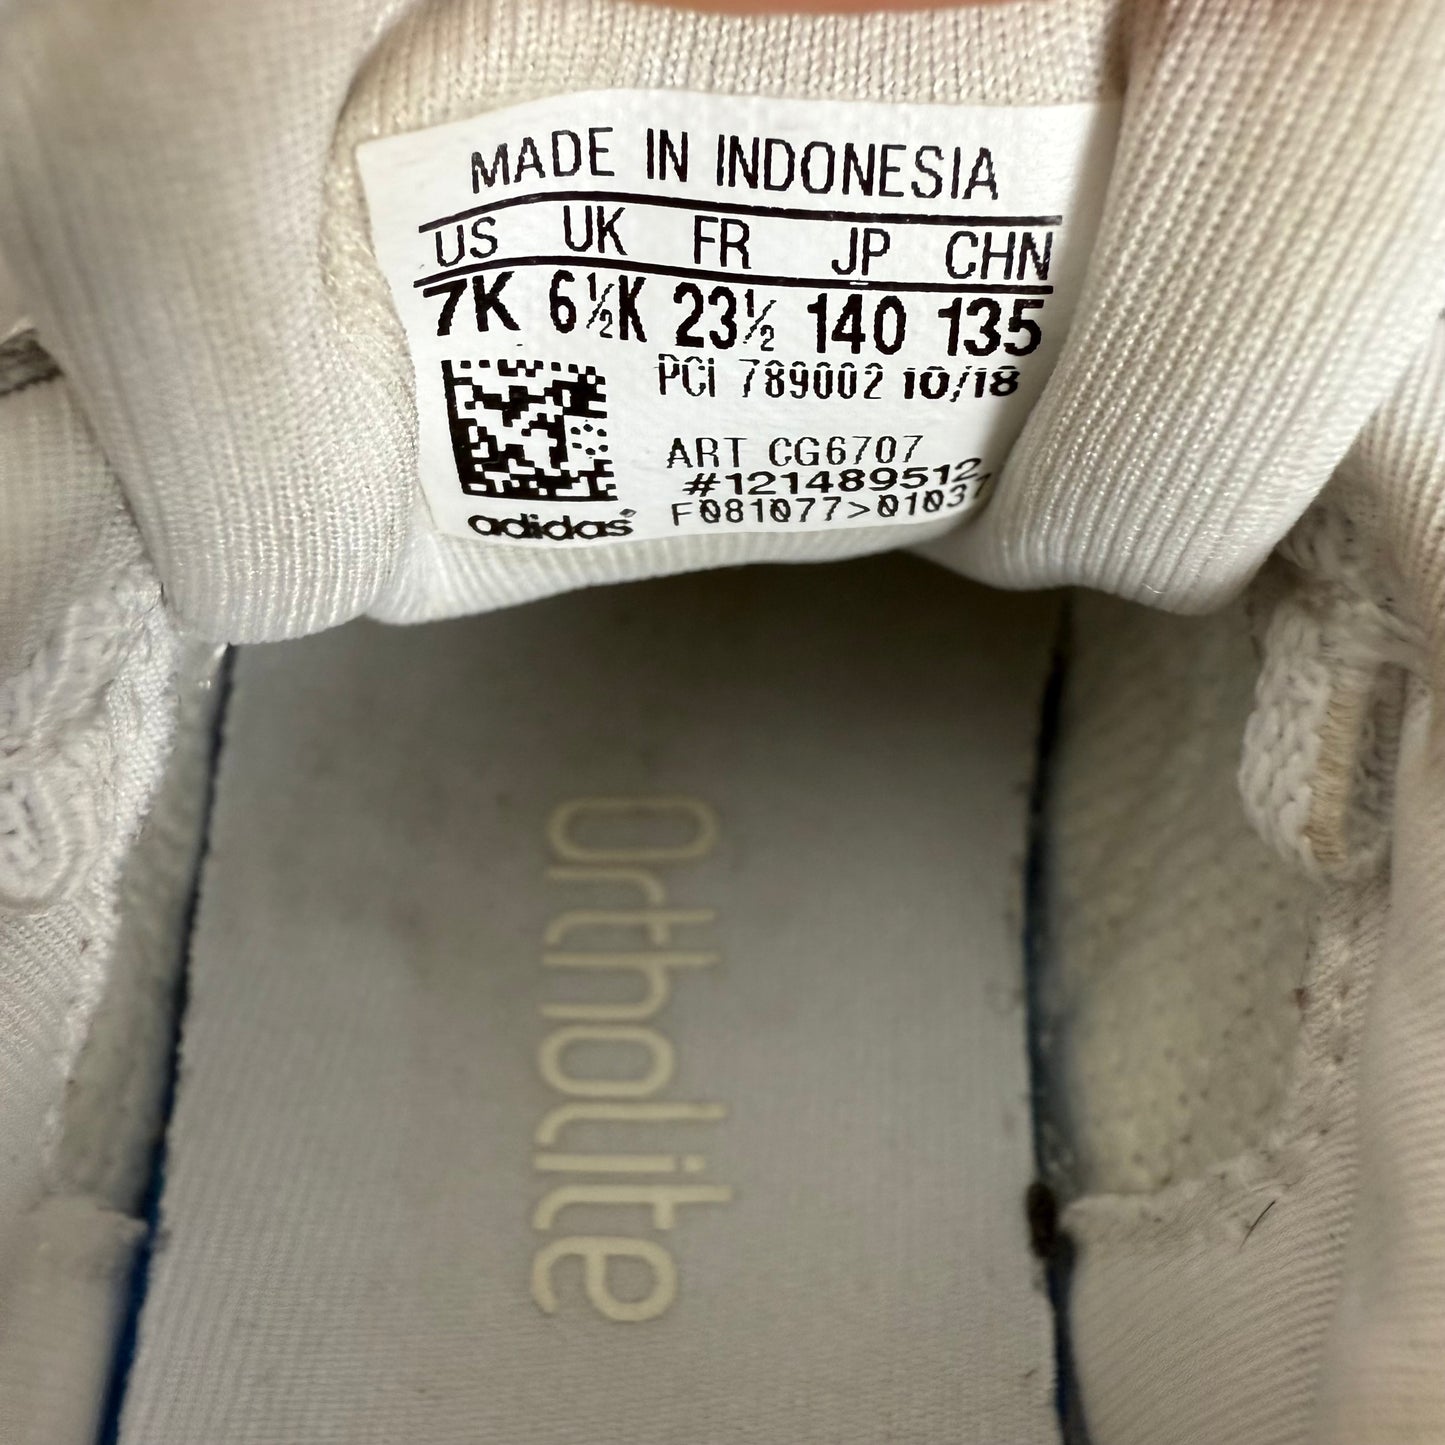 MADE IN INDONESIA
US UK FR JP CHN
7K 6½K 23½ 140 135
PCI 789002 10/18
ART CG6707
#121489512
F081077>01037
adidas®
Ortholite